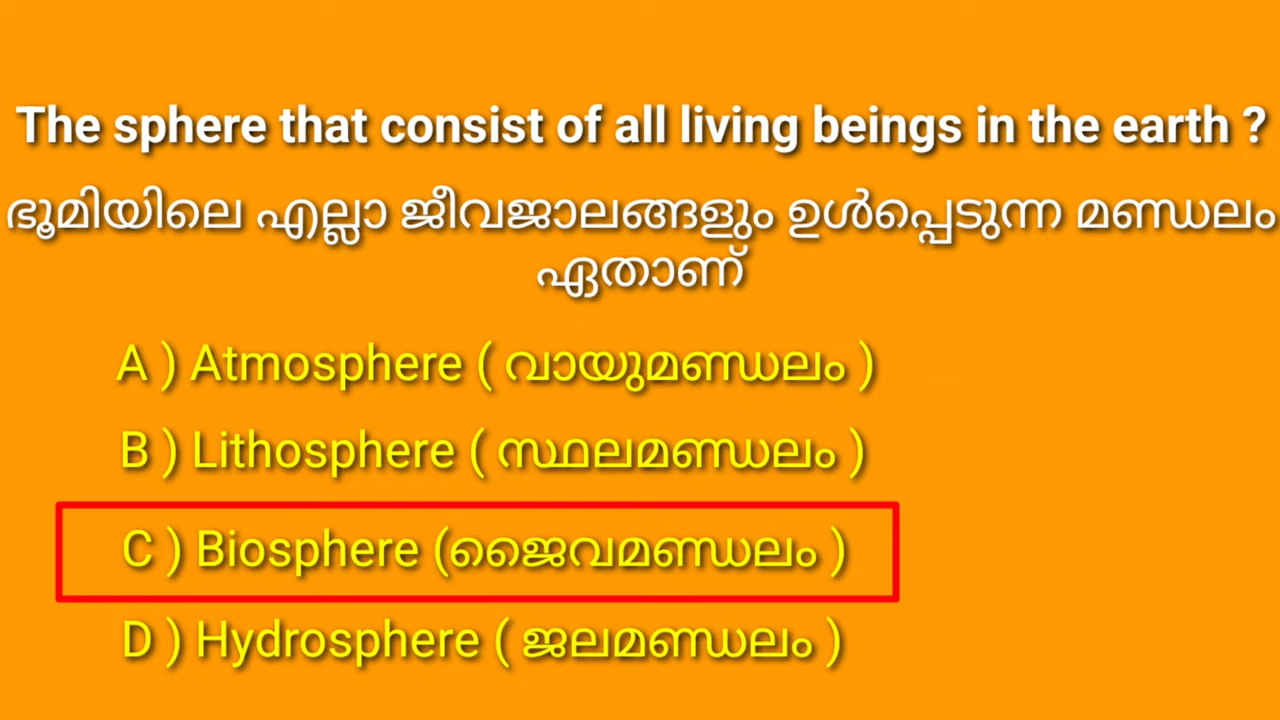 The sphere that consist of all living beings in the earth ?
ഭൂമിയിലെ എല്ലാ ജീവജാലങ്ങളും ഉൾപ്പെടുന്ന മണ്ഡലം
ഏതാണ്
A ) Atmosphere ( വായുമണ്ഡലം )
B ) Lithosphere ( സ്ഥലമണ്ഡലം )
C ) Biosphere (ജൈവമണ്ഡലം )
D ) Hydrosphere ( ജലമണ്ഡലം )